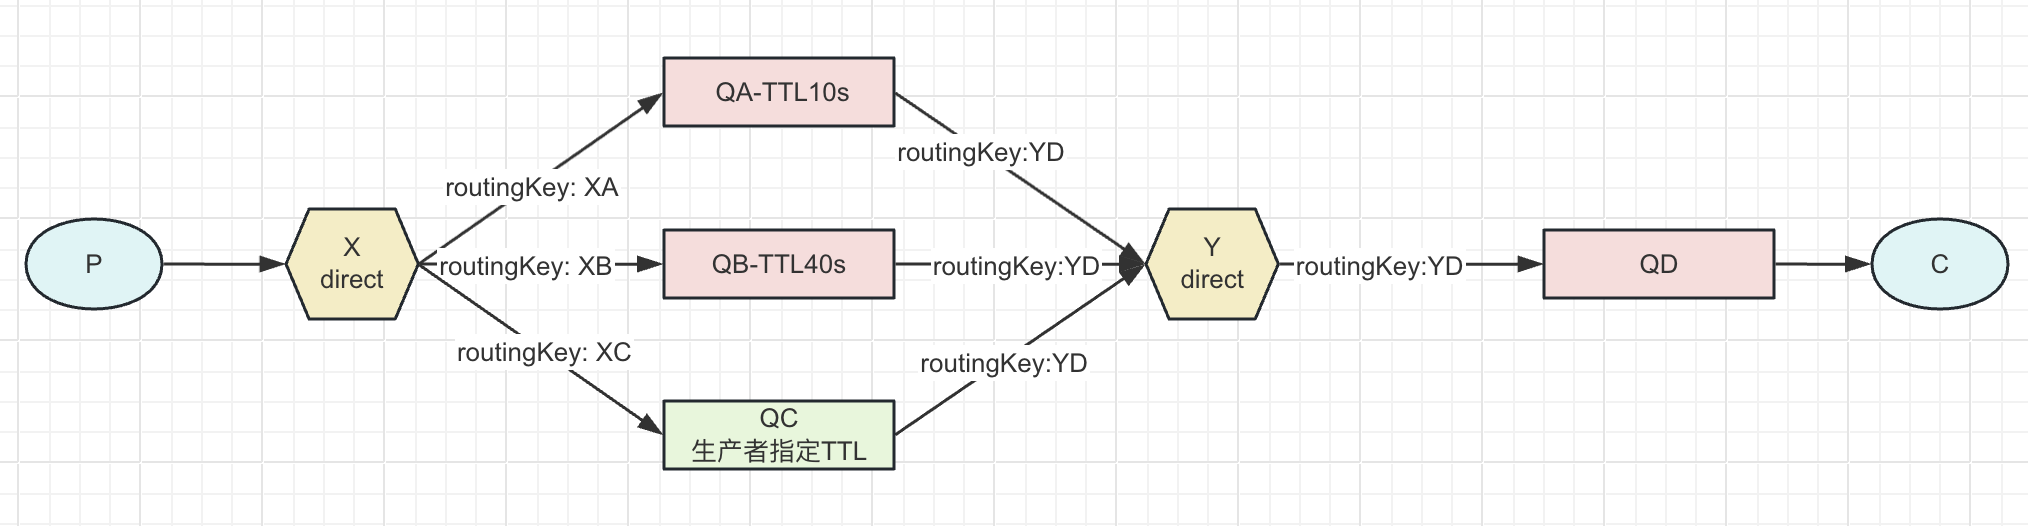 QA-TTL10s
routingKey:YD
routingKey: XA
P
X
direct
routingKey: XB
QB-TTL40s
routingKey:YD
Y
direct
routingKey:YD
QD
C
routingKey: XC
routingKey:YD
QC
生产者指定TTL